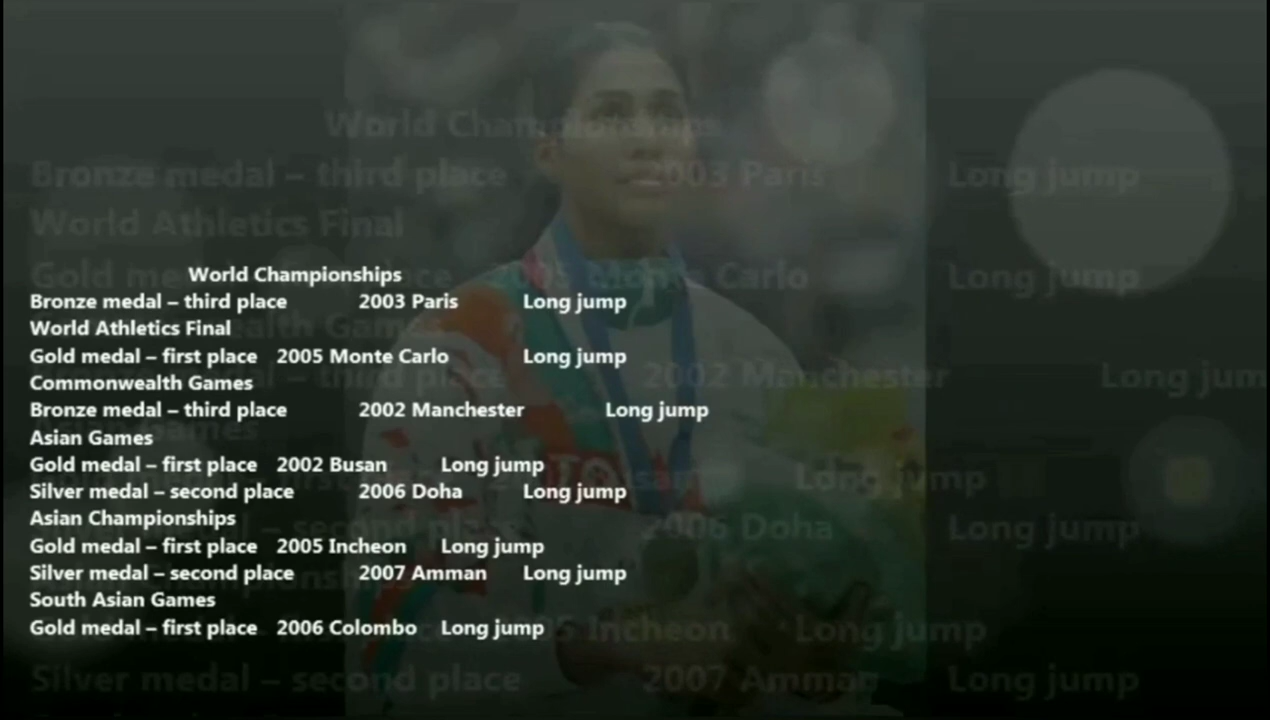 World Championships
Bronze medal – third place 2003 Paris Long jump
World Athletics Final
Gold medal – first place 2005 Monte Carlo Long jump
Commonwealth Games
Bronze medal – third place 2002 Manchester Long jump
Asian Games
Gold medal – first place 2002 Busan Long jump
Silver medal – second place 2006 Doha Long jump
Asian Championships
Gold medal – first place 2005 Incheon Long jump
Silver medal – second place 2007 Amman Long jump
South Asian Games
Gold medal – first place 2006 Colombo Long jump